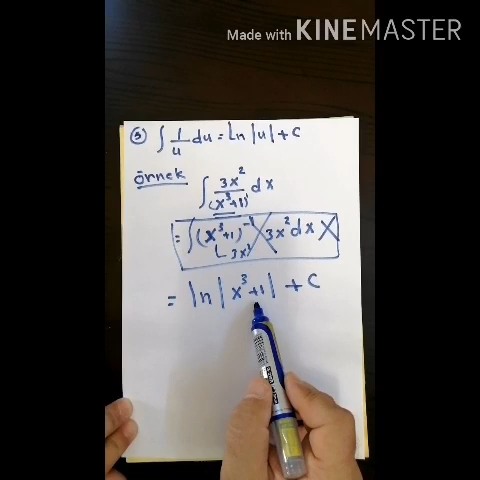 Made with KINEMASTER
⑤ ∫ 1/u du = Ln |u| + C
örnek
∫ 3x²/(x³+1)¹ dx
= ∫ (x³+1)⁻¹ 3x² dx
3x²
= ln |x³+1| + C